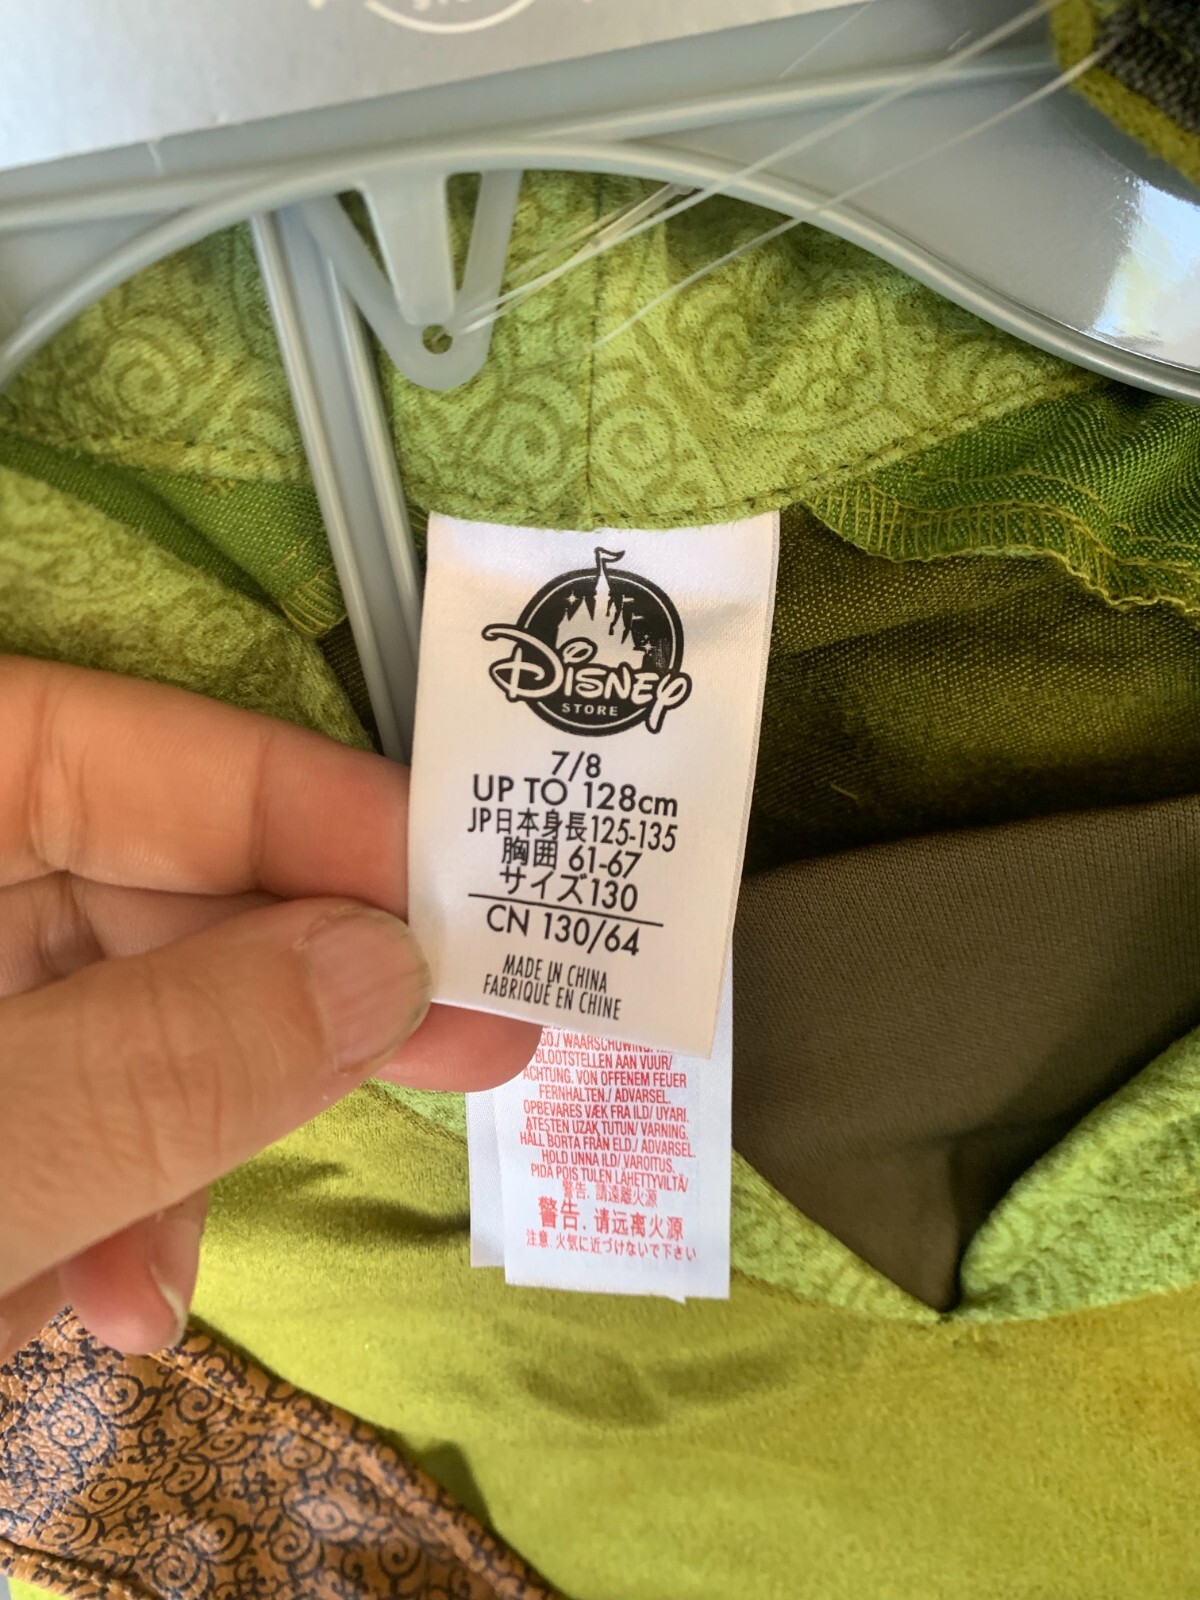 DISNEY
STORE
7/8
UP TO 128cm
JP日本身長125-135
胸囲 61-67
サイズ130
CN 130/64
MADE IN CHINA
FABRIQUÉ EN CHINE
GO./ WAARSCHUWING.
BLOOTSTELLEN AAN VUUR/
ACHTUNG. VON OFFENEM FEUER
FERNHALTEN./ ADVARSEL.
OPBEVARES VÆK FRA ILD/ UYARI.
ATEŞTEN UZAK TUTUN/ VARNING.
HÅLL BORTA FRÅN ELD./ ADVARSEL.
HOLD UNNA ILD/ VAROITUS.
PIDÄ POIS TULEN LÄHETTYVILTÄ/
警告. 請遠離火源
警告. 请远离火源
注意. 火気に近づけないで下さい